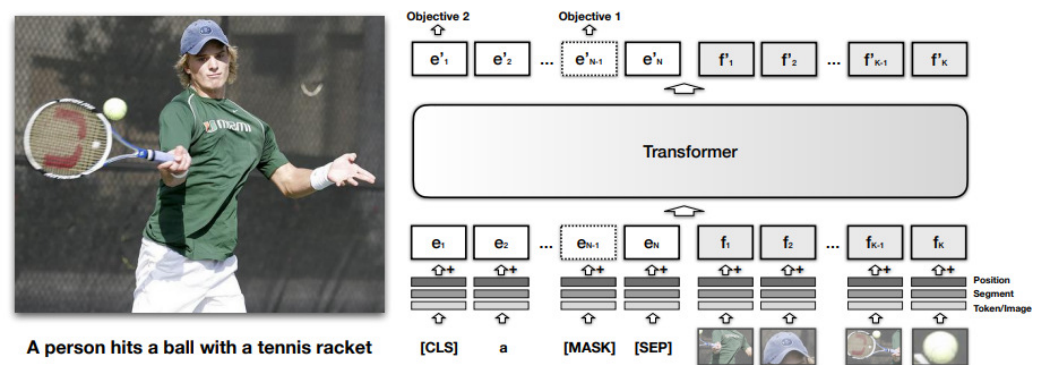 Objective 2 Objective 1
e'1 e'2 ... e'N-1 e'N f'1 f'2 ... f'K-1 f'K
MIAMI
Transformer
e1 e2 ... eN-1 eN f1 f2 ... fK-1 fK
+ + + + + + + +
Position
Segment
Token/Image
[CLS] a [MASK] [SEP]
A person hits a ball with a tennis racket